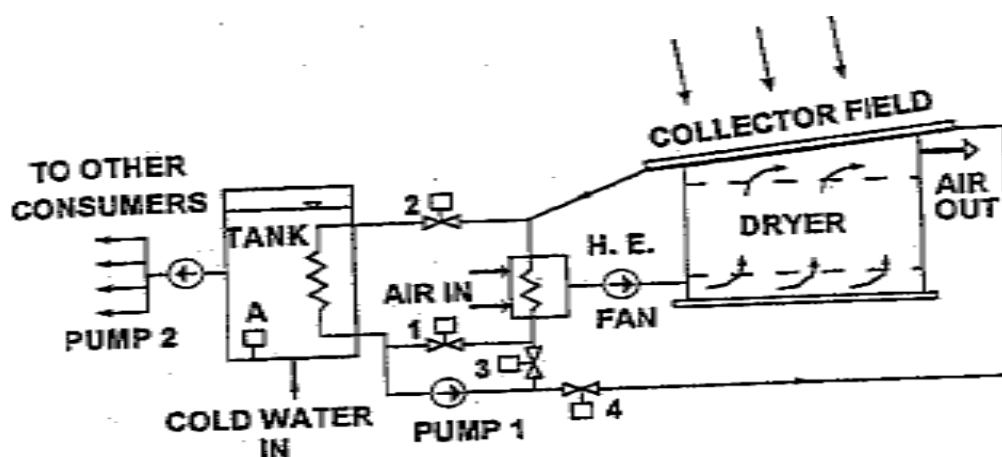 COLLECTOR FIELD
TO OTHER
CONSUMERS
2
TANK
AIR
OUT
DRYER
H. E.
AIR IN
FAN
A
1
PUMP 2
3
4
COLD WATER
IN
PUMP 1